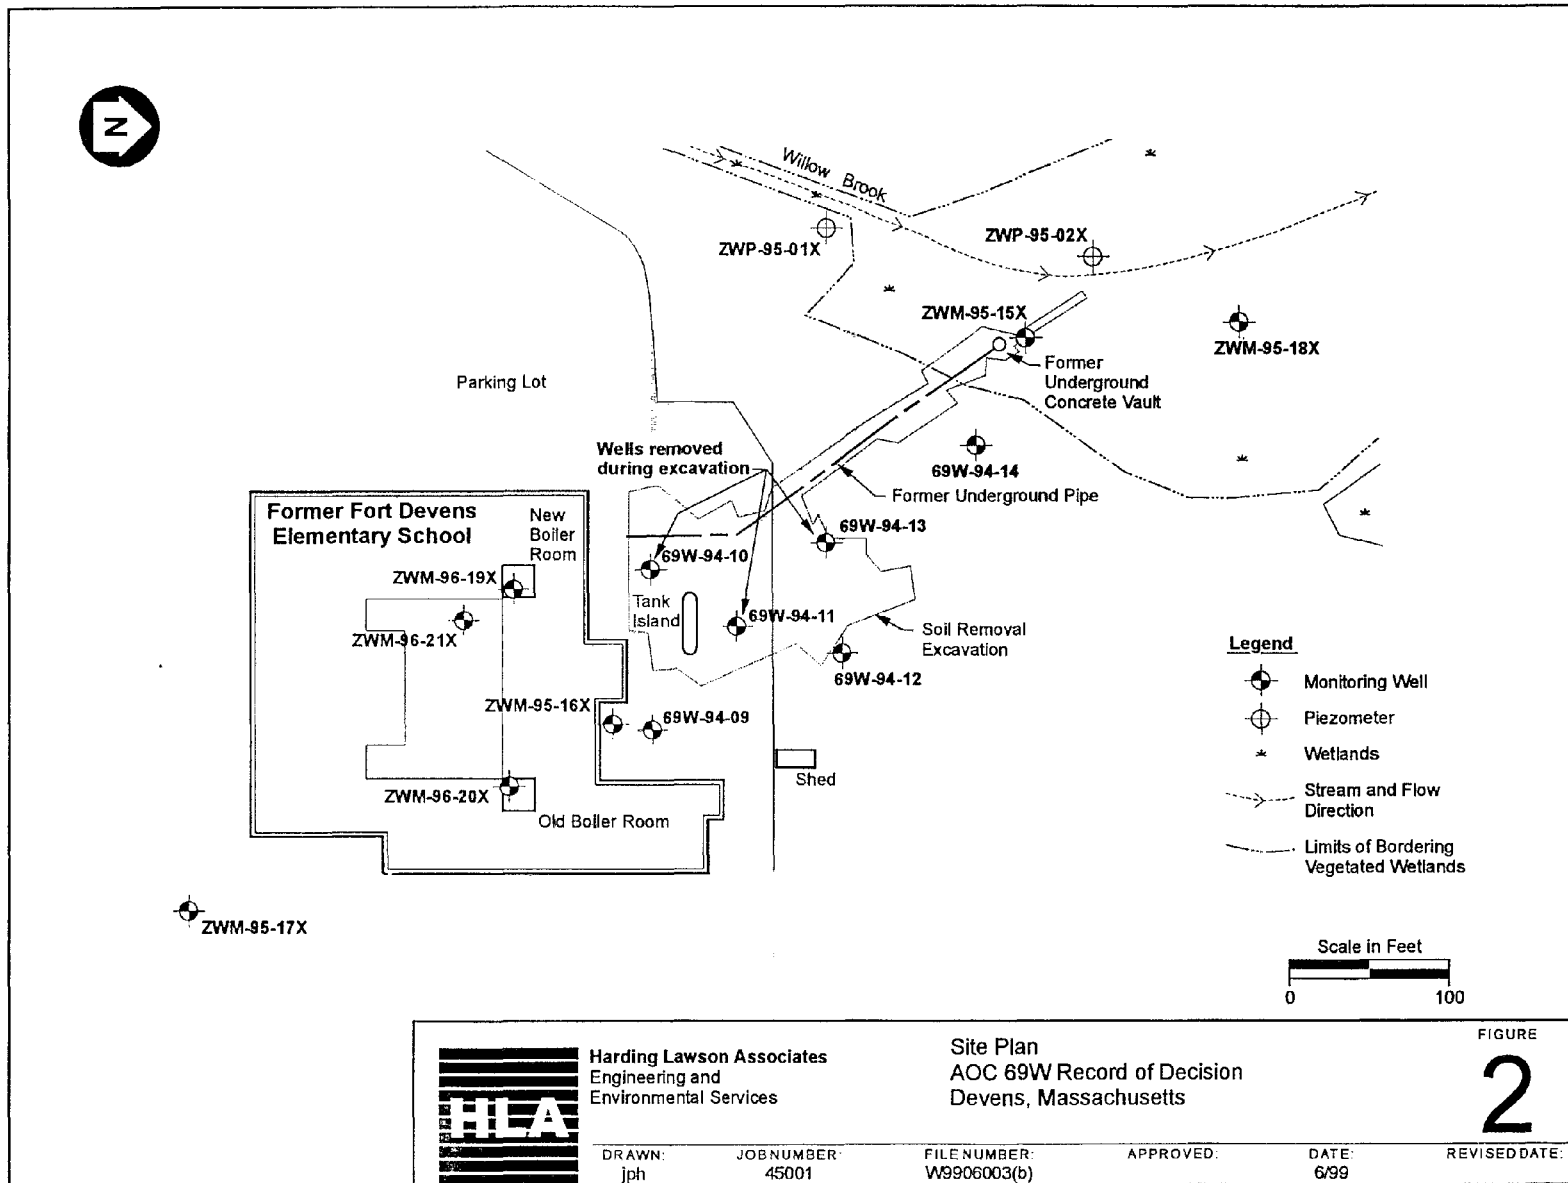 N
Willow Brook
ZWP-95-01X
ZWP-95-02X
ZWM-95-15X
ZWM-95-18X
Former
Underground
Concrete Vault
Parking Lot
Wells removed
during excavation
69W-94-14
Former Underground Pipe
Former Fort Devens
Elementary School
New
Boiler
Room
69W-94-13
69W-94-10
ZWM-96-19X
Tank
Island
69W-94-11
ZWM-96-21X
Soil Removal
Excavation
69W-94-12
ZWM-95-16X
69W-94-09
Shed
ZWM-96-20X
Old Boiler Room
ZWM-95-17X
Legend
Monitoring Well
Piezometer
Wetlands
Stream and Flow
Direction
Limits of Bordering
Vegetated Wetlands
Scale in Feet
0 100
HLA
Harding Lawson Associates
Engineering and
Environmental Services
Site Plan
AOC 69W Record of Decision
Devens, Massachusetts
FIGURE
2
DRAWN: JOB NUMBER: FILE NUMBER: APPROVED: DATE: REVISED DATE:
jph 45001 W9906003(b) 6/99